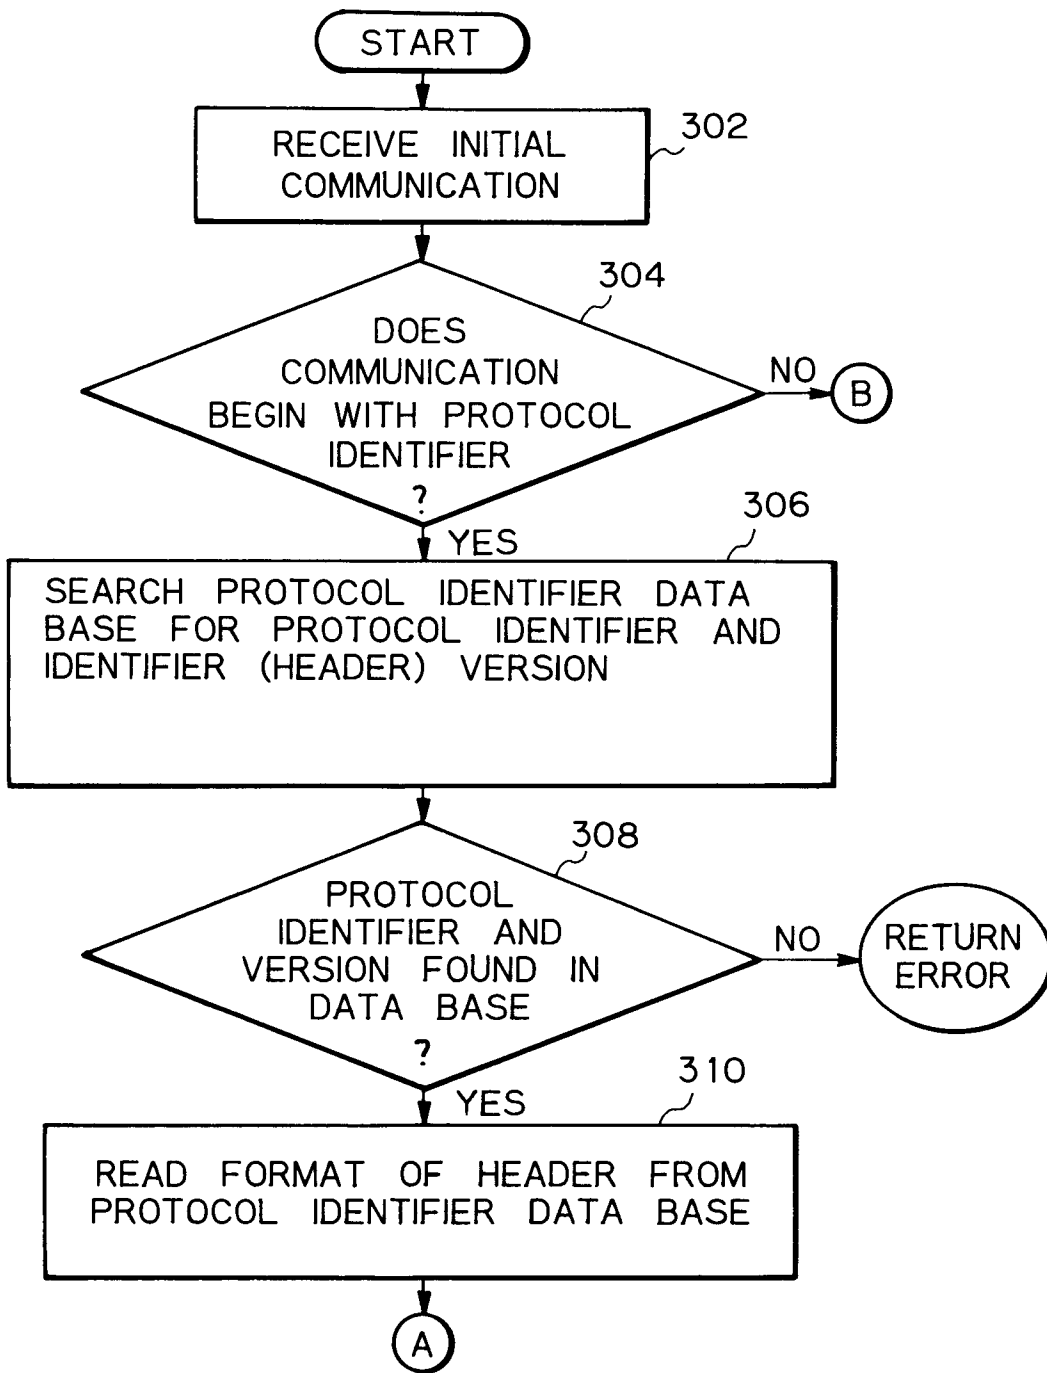 START
RECEIVE INITIAL
COMMUNICATION
302
DOES
COMMUNICATION
BEGIN WITH PROTOCOL
IDENTIFIER
?
304
NO
B
YES
306
SEARCH PROTOCOL IDENTIFIER DATA
BASE FOR PROTOCOL IDENTIFIER AND
IDENTIFIER (HEADER) VERSION
308
PROTOCOL
IDENTIFIER AND
VERSION FOUND IN
DATA BASE
?
NO
RETURN
ERROR
YES
310
READ FORMAT OF HEADER FROM
PROTOCOL IDENTIFIER DATA BASE
A